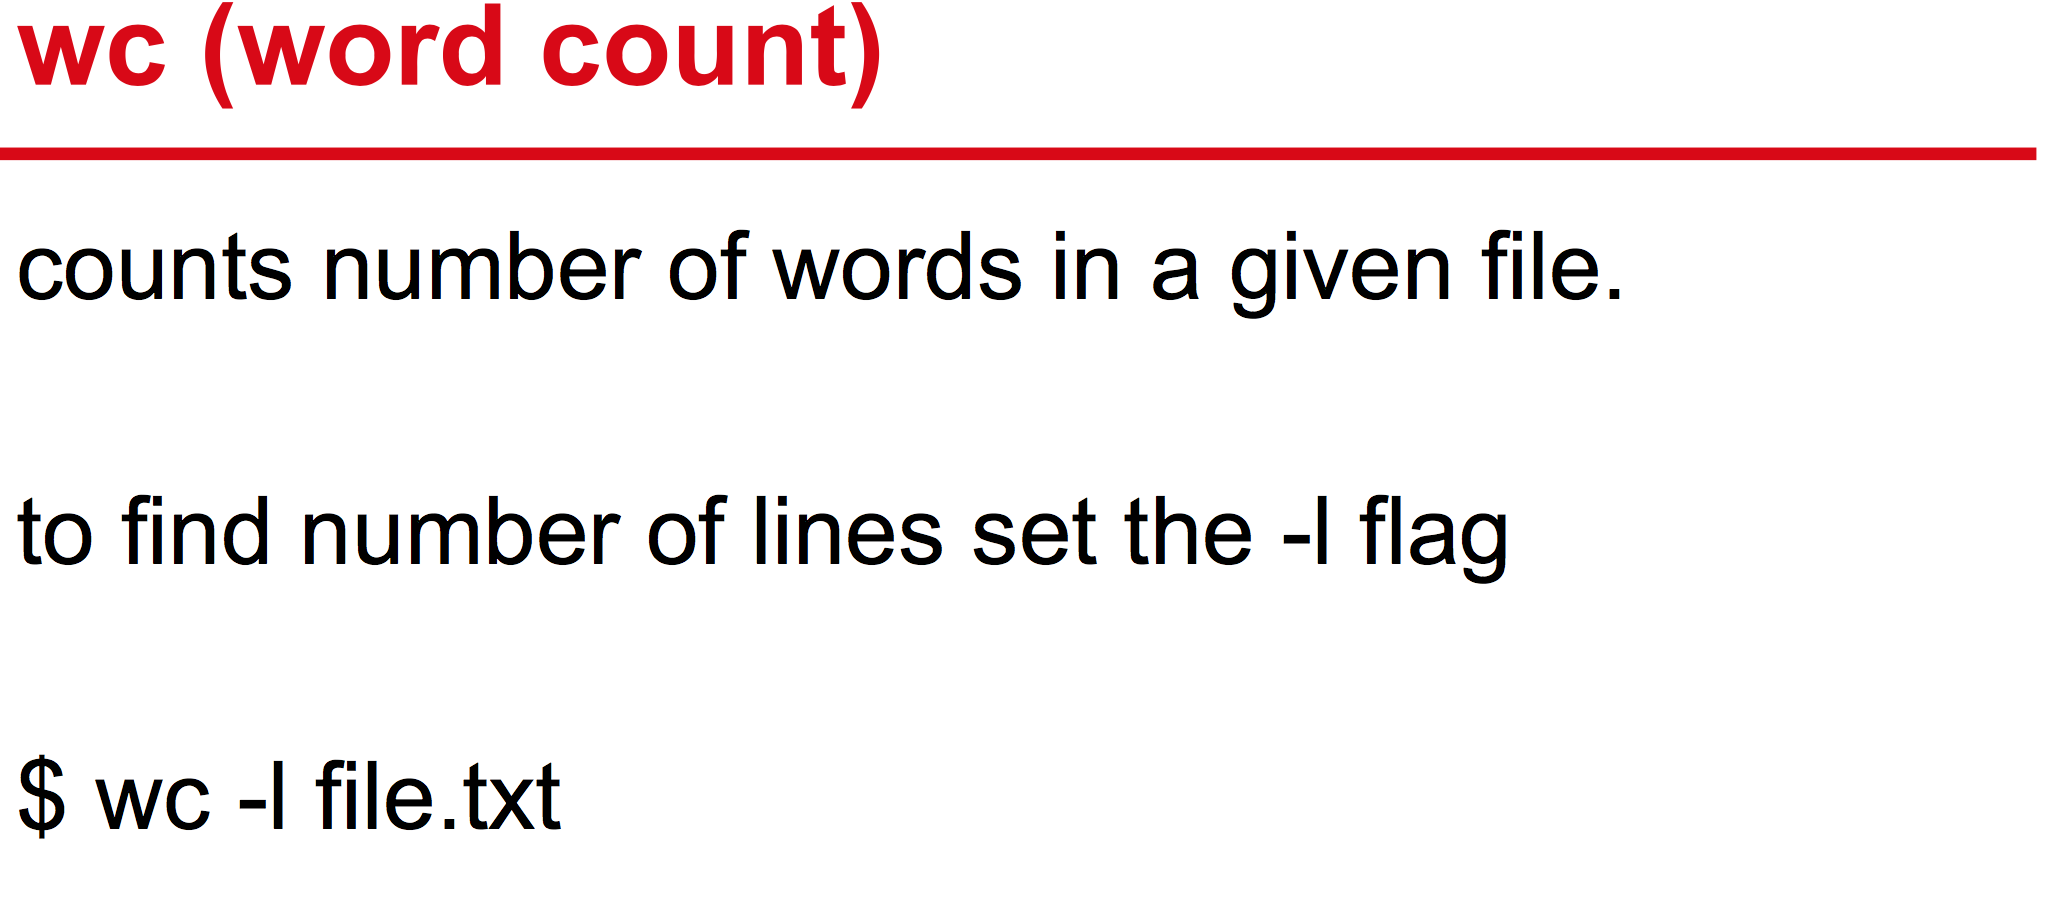 wc (word count)
counts number of words in a given file.
to find number of lines set the -l flag
$ wc -l file.txt